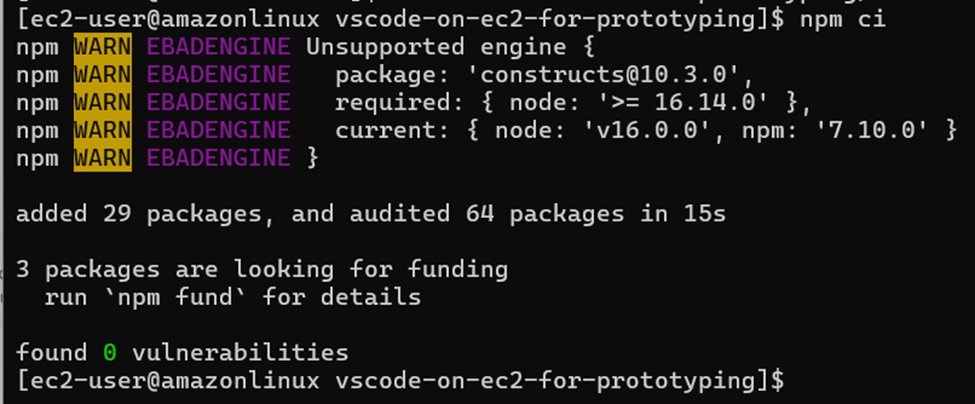 [ec2-user@amazonlinux vscode-on-ec2-for-prototyping]$ npm ci
npm WARN EBADENGINE Unsupported engine {
npm WARN EBADENGINE   package: 'constructs@10.3.0',
npm WARN EBADENGINE   required: { node: '>= 16.14.0' },
npm WARN EBADENGINE   current: { node: 'v16.0.0', npm: '7.10.0' }
npm WARN EBADENGINE }
added 29 packages, and audited 64 packages in 15s
3 packages are looking for funding
  run `npm fund` for details
found 0 vulnerabilities
[ec2-user@amazonlinux vscode-on-ec2-for-prototyping]$